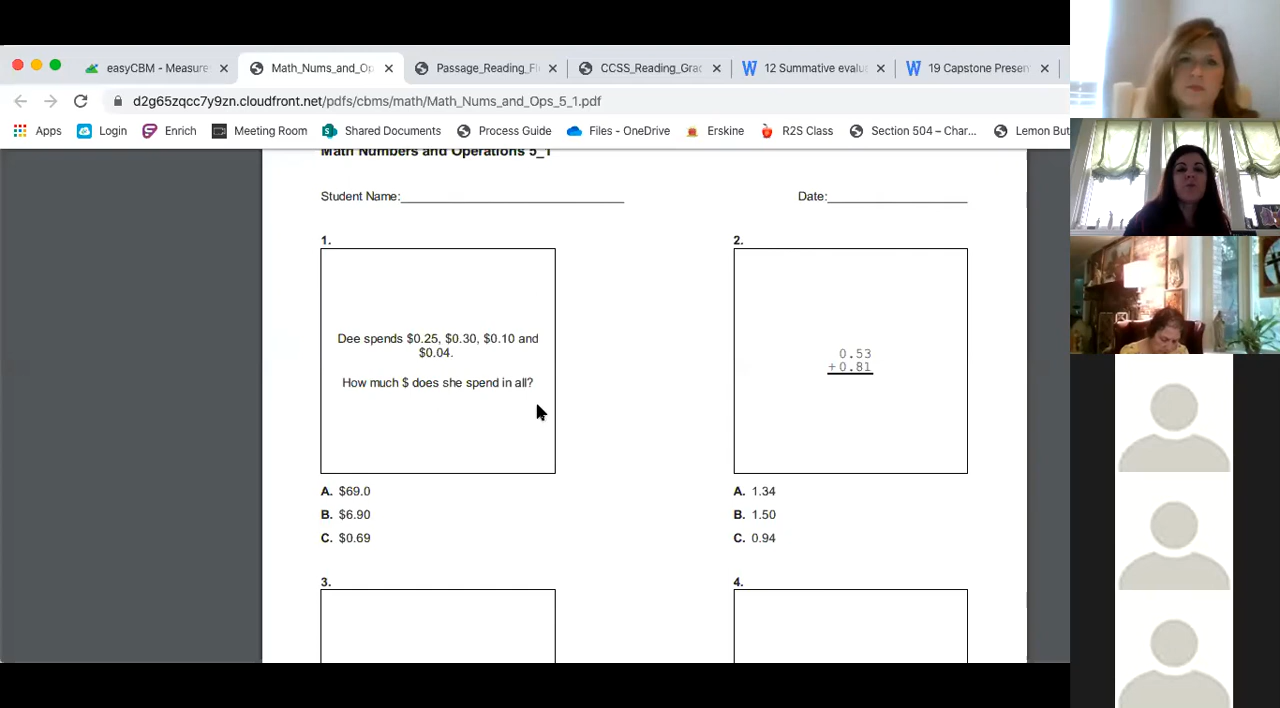 easyCBM - Measure
Math_Nums_and_Op
Passage_Reading_Fl
CCSS_Reading_Grad
12 Summative evalu
19 Capstone Presen
d2g65zqcc7y9zn.cloudfront.net/pdfs/cbms/math/Math_Nums_and_Ops_5_1.pdf
Apps
Login
Enrich
Meeting Room
Shared Documents
Process Guide
Files - OneDrive
Erskine
R2S Class
Section 504 – Char...
Lemon But
Math Numbers and Operations 5_1
Student Name:
Date:
1.
Dee spends $0.25, $0.30, $0.10 and
$0.04.
How much $ does she spend in all?
A. $69.0
B. $6.90
C. $0.69
2.
0.53
+0.81
A. 1.34
B. 1.50
C. 0.94
3.
4.